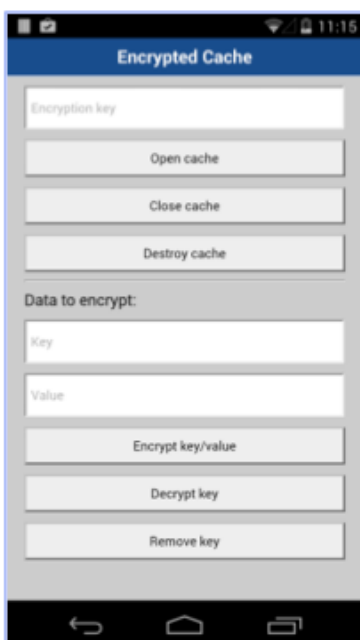 11:15
Encrypted Cache
Encryption key
Open cache
Close cache
Destroy cache
Data to encrypt:
Key
Value
Encrypt key/value
Decrypt key
Remove key